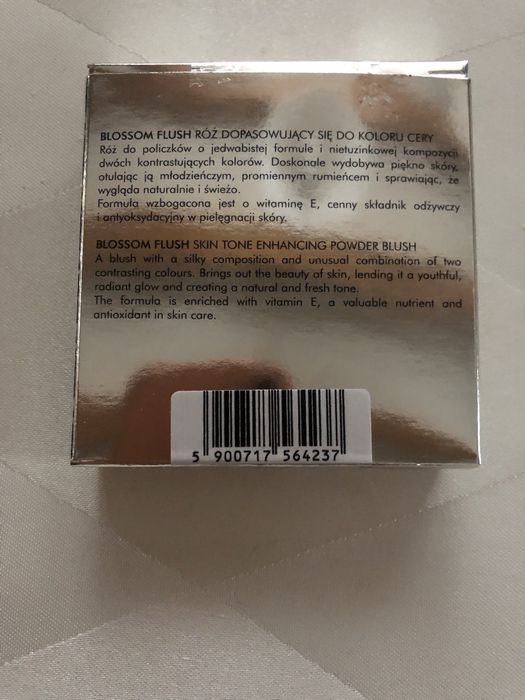 BLOSSOM FLUSH RÓŻ DOPASOWUJĄCY SIĘ DO KOLORU CERY
Róż do policzków o jedwabistej formule i nietuzinkowej kompozycji
dwóch kontrastujących kolorów. Doskonale wydobywa piękno skóry,
otulając ją młodzieńczym, promiennym rumieńcem i sprawiając, że
wygląda naturalnie i świeżo.
Formuła wzbogacona jest o witaminę E, cenny składnik odżywczy
i antyoksydacyjny w pielęgnacji skóry.
BLOSSOM FLUSH SKIN TONE ENHANCING POWDER BLUSH
A blush with a silky composition and unusual combination of two
contrasting colours. Brings out the beauty of skin, lending it a youthful,
radiant glow and creating a natural and fresh tone.
The formula is enriched with vitamin E, a valuable nutrient and
antioxidant in skin care.
5 900717 564237